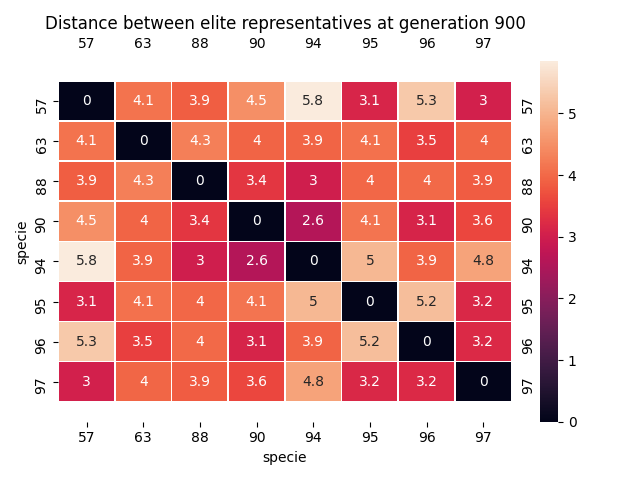 Distance between elite representatives at generation 900
57 63 88 90 94 95 96 97
57 0 4.1 3.9 4.5 5.8 3.1 5.3 3 57
63 4.1 0 4.3 4 3.9 4.1 3.5 4 63
88 3.9 4.3 0 3.4 3 4 4 3.9 88
90 4.5 4 3.4 0 2.6 4.1 3.1 3.6 90
94 5.8 3.9 3 2.6 0 5 3.9 4.8 94
95 3.1 4.1 4 4.1 5 0 5.2 3.2 95
96 5.3 3.5 4 3.1 3.9 5.2 0 3.2 96
97 3 4 3.9 3.6 4.8 3.2 3.2 0 97
57 63 88 90 94 95 96 97
specie
specie
5
4
3
2
1
0